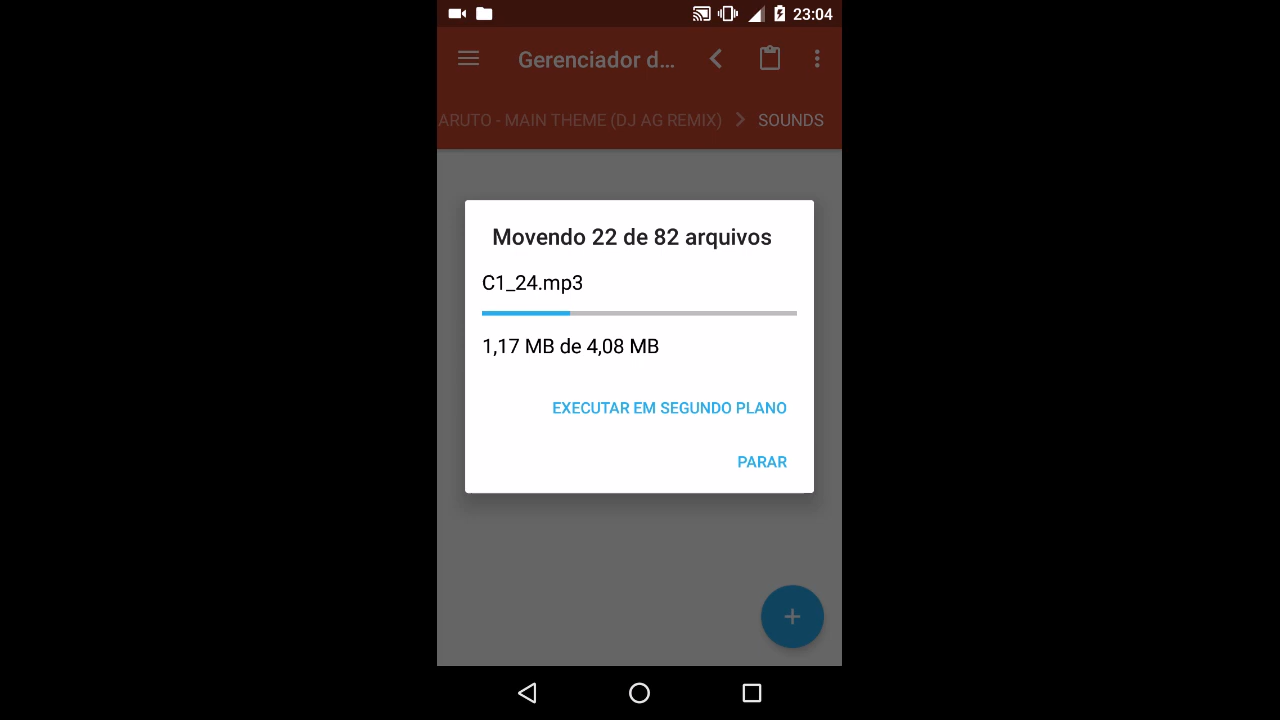 23:04
Gerenciador d...
ARUTO - MAIN THEME (DJ AG REMIX) > SOUNDS
Movendo 22 de 82 arquivos
C1_24.mp3
1,17 MB de 4,08 MB
EXECUTAR EM SEGUNDO PLANO
PARAR